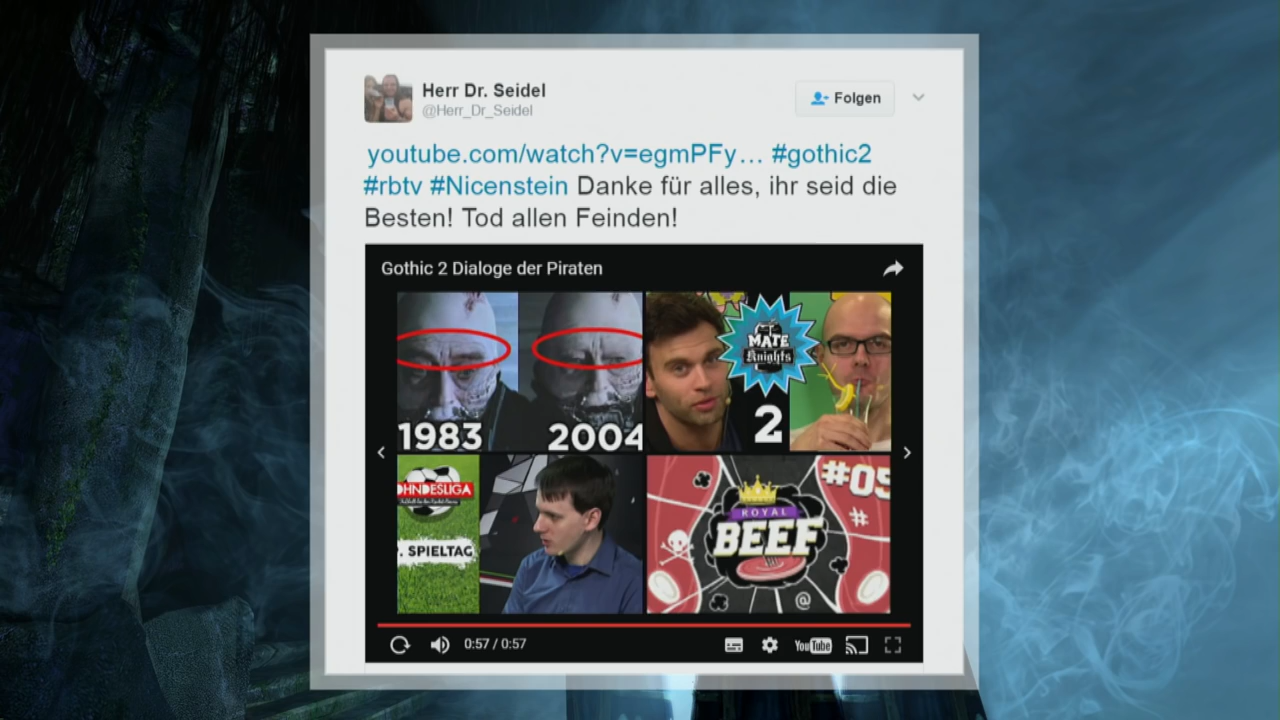 Herr Dr. Seidel
@Herr_Dr_Seidel
Folgen
youtube.com/watch?v=egmPFy… #gothic2
#rbtv #Nicenstein Danke für alles, ihr seid die
Besten! Tod allen Feinden!
Gothic 2 Dialoge der Piraten
1983
2004
MATE
Knights
2
OHNDESLIGA
. SPIELTAG
#05
ROYAL
BEEF
#
@
0:57 / 0:57
YouTube